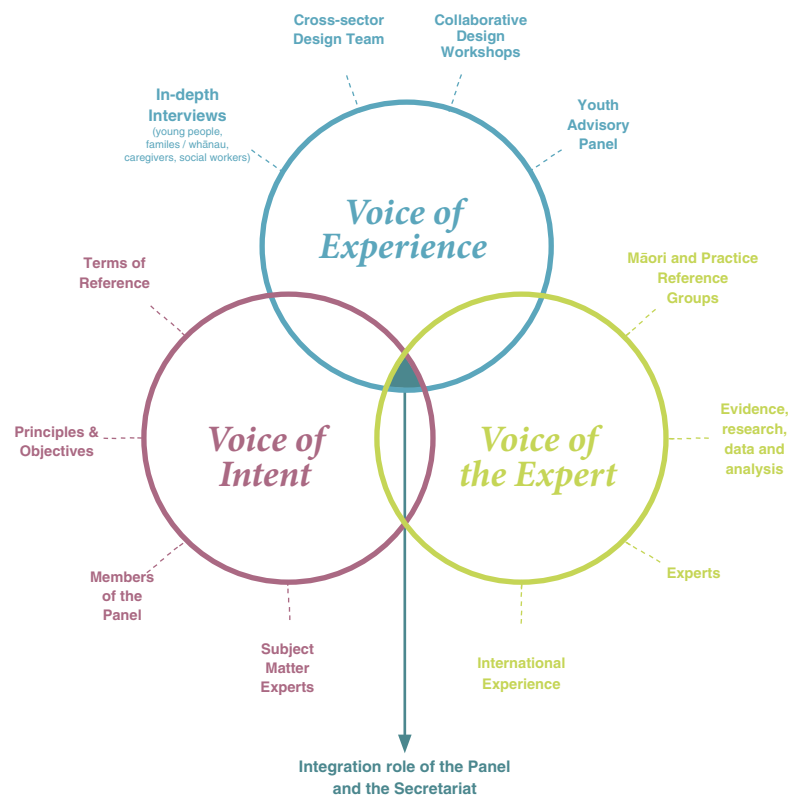 Cross-sector
Design Team
Collaborative
Design
Workshops
In-depth
Interviews
(young people,
familes / whānau,
caregivers, social workers)
Youth
Advisory
Panel
Voice of
Experience
Terms of
Reference
Māori and Practice
Reference
Groups
Principles &
Objectives
Voice of
Intent
Voice of
the Expert
Evidence,
research,
data and
analysis
Members
of the
Panel
Experts
Subject
Matter
Experts
International
Experience
Integration role of the Panel
and the Secretariat